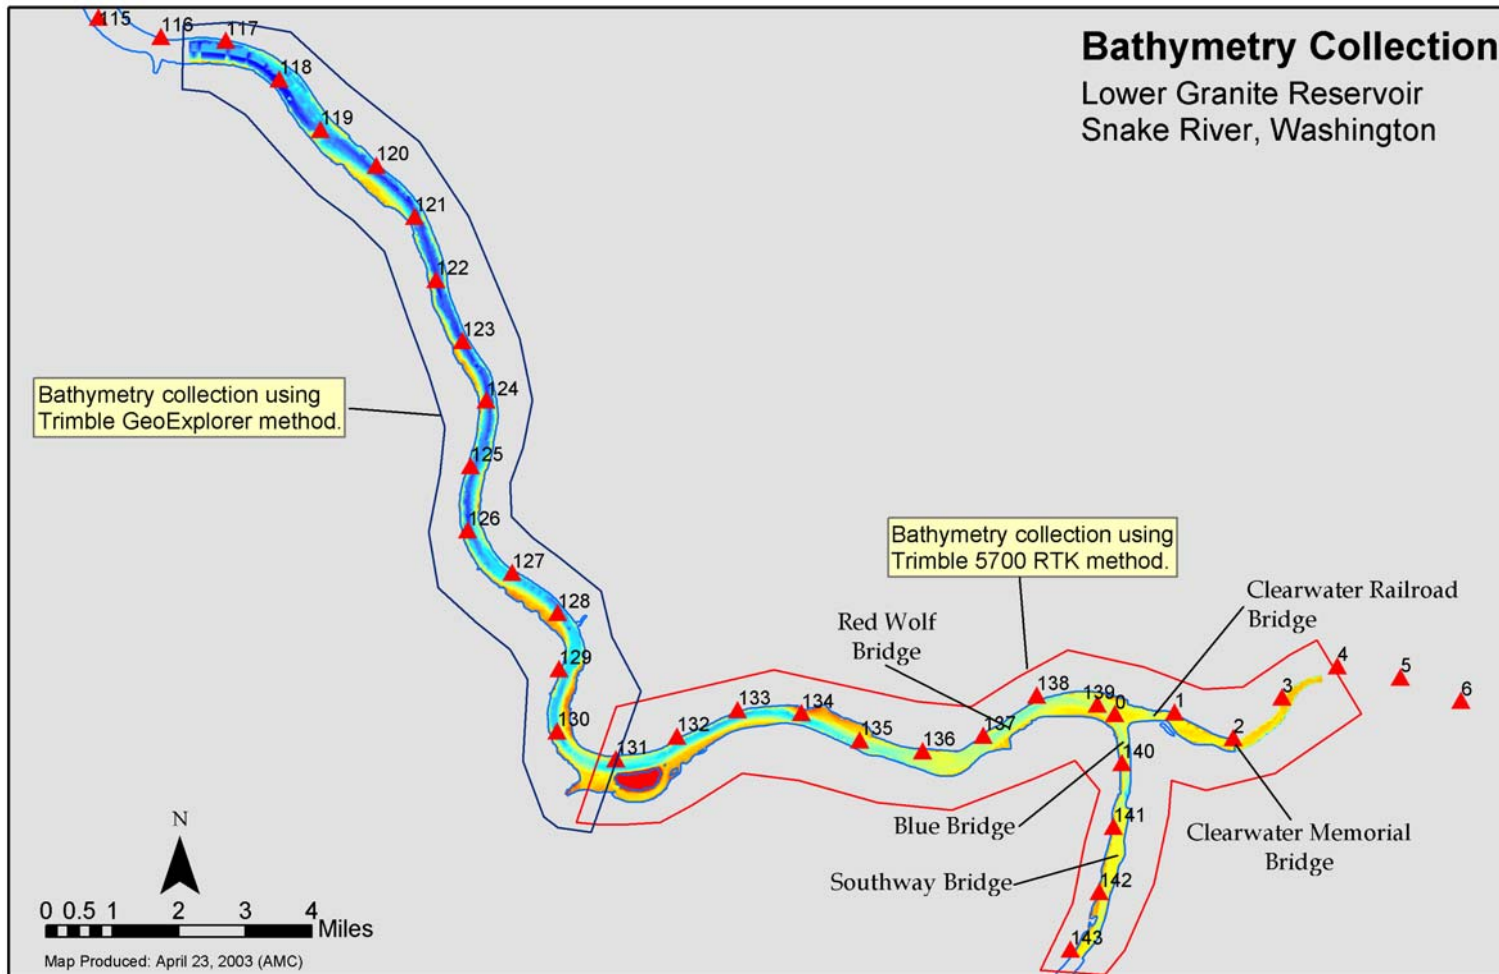 Bathymetry Collection
Lower Granite Reservoir
Snake River, Washington
115
116
117
118
119
120
121
122
123
124
125
126
127
128
129
130
131
132
133
134
135
136
137
138
139
0
1
2
3
4
5
6
140
141
142
143
Bathymetry collection using
Trimble GeoExplorer method.
Bathymetry collection using
Trimble 5700 RTK method.
Red Wolf
Bridge
Clearwater Railroad
Bridge
Blue Bridge
Clearwater Memorial
Bridge
Southway Bridge
N
0 0.5 1 2 3 4
Miles
Map Produced: April 23, 2003 (AMC)